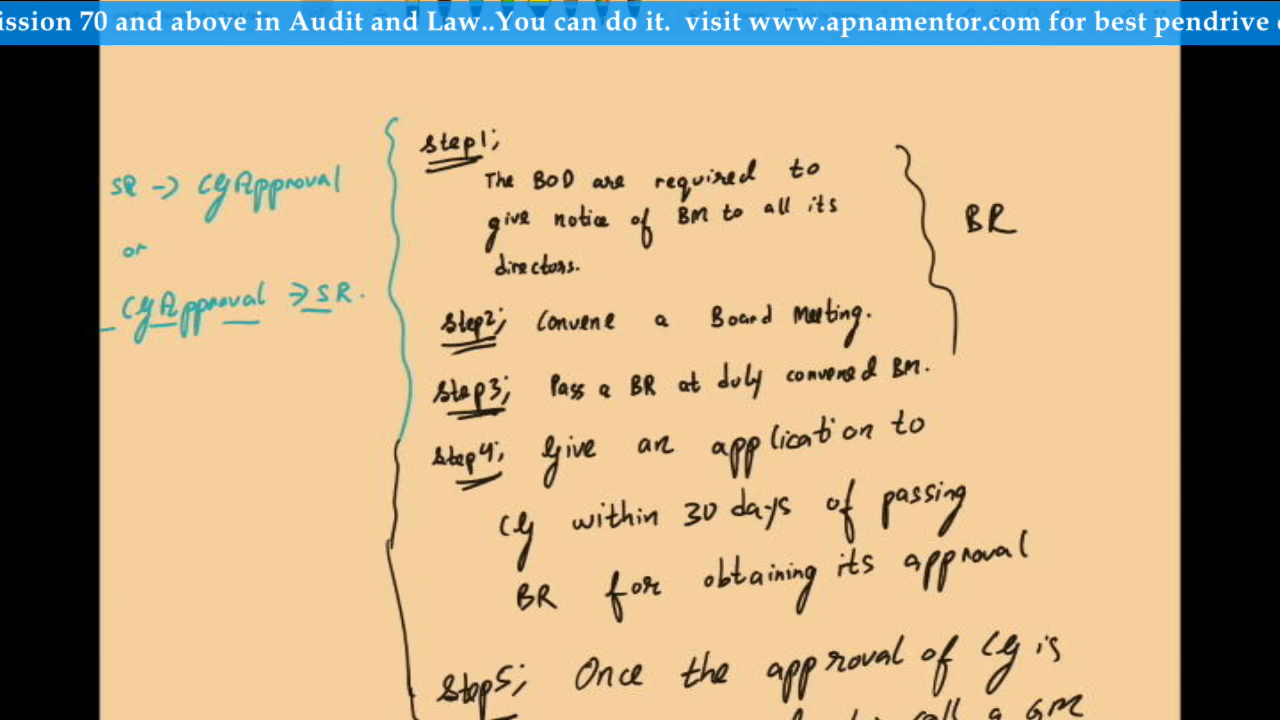 ission 70 and above in Audit and Law..You can do it. visit www.apnamentor.com for best pendrive
SR -> CG Approval
or
CG Approval => SR.
Step1;
The BOD are required to
give notice of BM to all its
directors.
BR
Step2; Convene a Board Meeting.
Step3; Pass a BR at duly convened BM.
Step4; Give an application to
CG within 30 days of passing
BR for obtaining its approval
Step5; Once the approval of CG is
call a GM